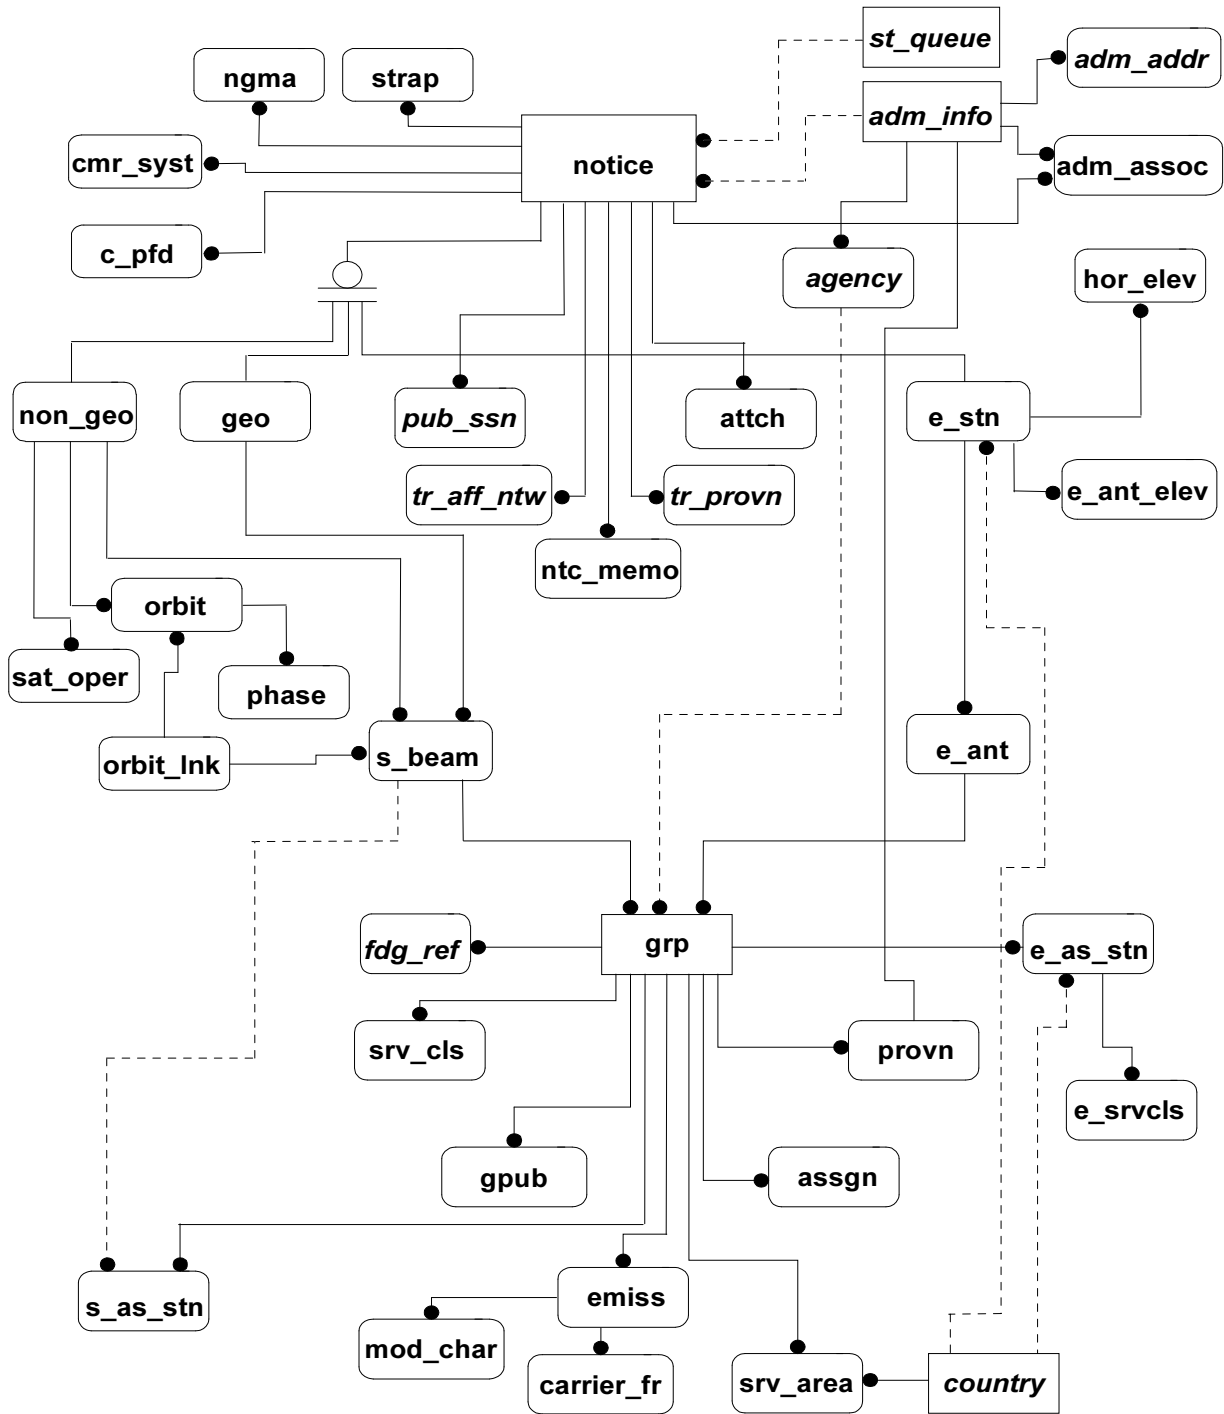 st_queue
adm_addr
ngma
strap
adm_info
notice
cmr_syst
adm_assoc
c_pfd
agency
hor_elev
non_geo
geo
pub_ssn
attch
e_stn
tr_aff_ntw
tr_provn
e_ant_elev
ntc_memo
orbit
sat_oper
phase
orbit_lnk
s_beam
e_ant
fdg_ref
grp
e_as_stn
srv_cls
provn
e_srvcls
gpub
assgn
s_as_stn
emiss
mod_char
carrier_fr
srv_area
country